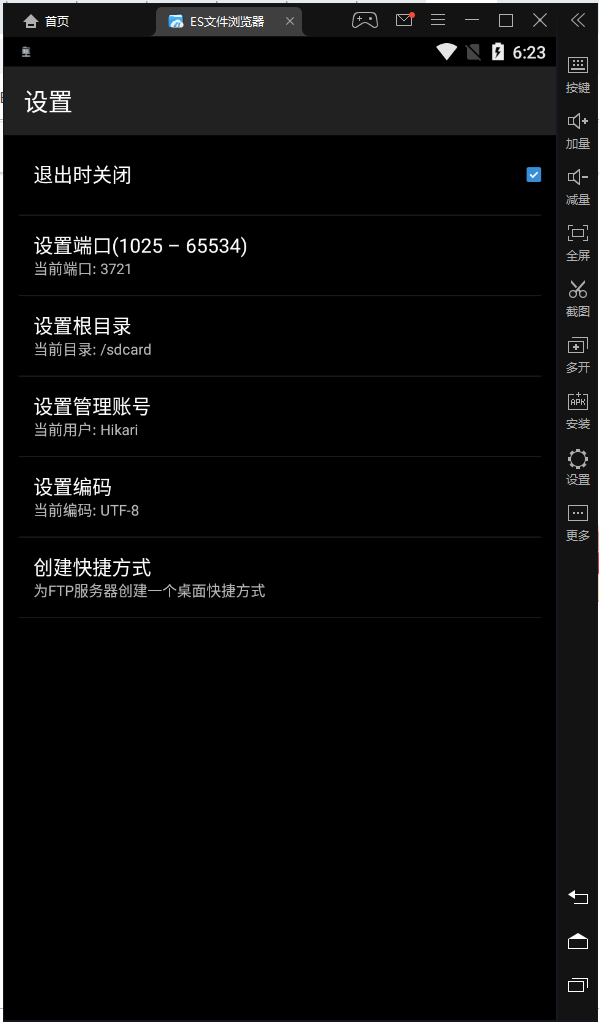 首页
ES文件浏览器
6:23
设置
退出时关闭
设置端口(1025 – 65534)
当前端口: 3721
设置根目录
当前目录: /sdcard
设置管理账号
当前用户: Hikari
设置编码
当前编码: UTF-8
创建快捷方式
为FTP服务器创建一个桌面快捷方式
按键
加量
减量
全屏
截图
多开
APK
安装
设置
更多